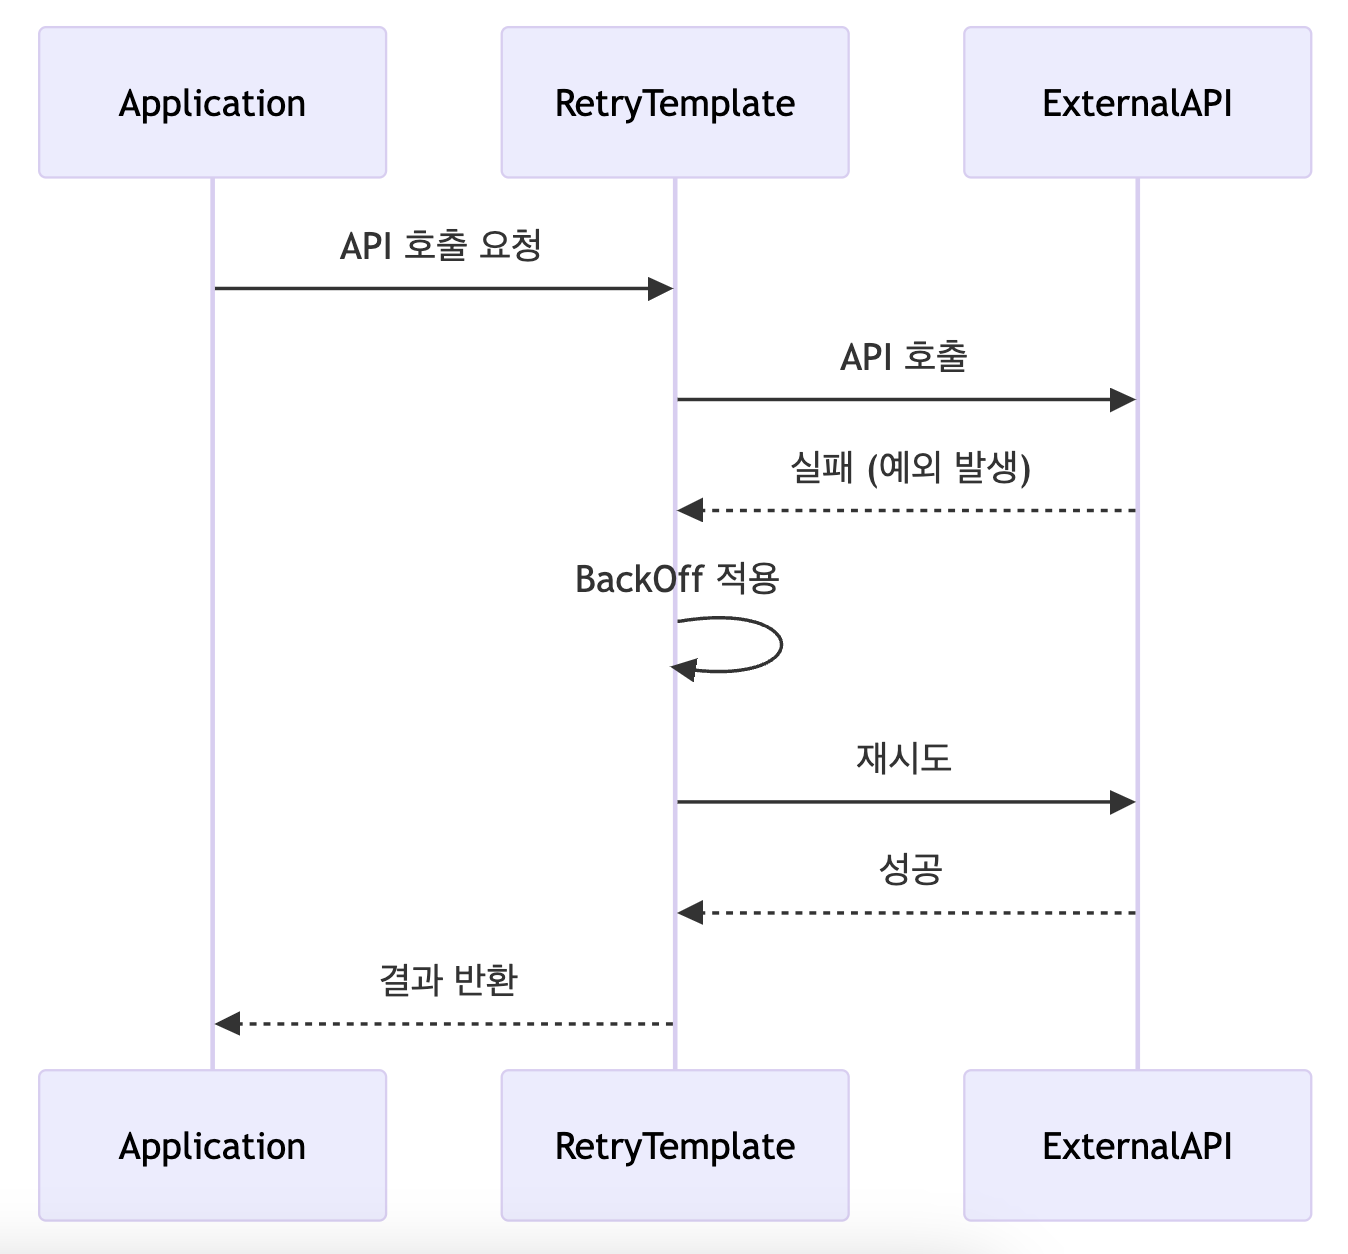 Application
RetryTemplate
ExternalAPI
API 호출 요청
API 호출
실패 (예외 발생)
BackOff 적용
재시도
성공
결과 반환
Application
RetryTemplate
ExternalAPI